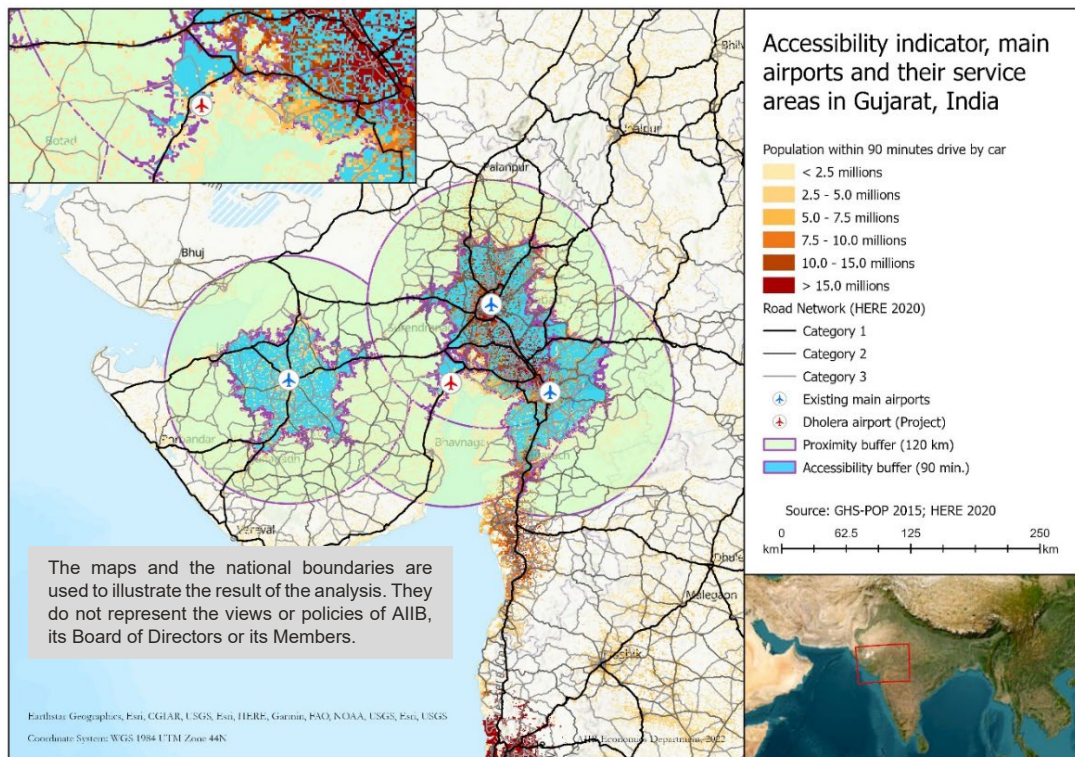 Accessibility indicator, main
airports and their service
areas in Gujarat, India
Population within 90 minutes drive by car
< 2.5 millions
2.5 - 5.0 millions
5.0 - 7.5 millions
7.5 - 10.0 millions
10.0 - 15.0 millions
> 15.0 millions
Road Network (HERE 2020)
Category 1
Category 2
Category 3
Existing main airports
Dholera airport (Project)
Proximity buffer (120 km)
Accessibility buffer (90 min.)
Source: GHS-POP 2015; HERE 2020
0 62.5 125 250
km km
Botad
Palanpur
Bhuj
Bhavnagar
Malegaon
The maps and the national boundaries are
used to illustrate the result of the analysis. They
do not represent the views or policies of AIIB,
its Board of Directors or its Members.
Earthstar Geographics, Esri, CGIAR, USGS, Esri, HERE, Garmin, FAO, NOAA, USGS, Esri, USGS
Coordinate System: WGS 1984 UTM Zone 44N
AIIB Economics Department, 2022